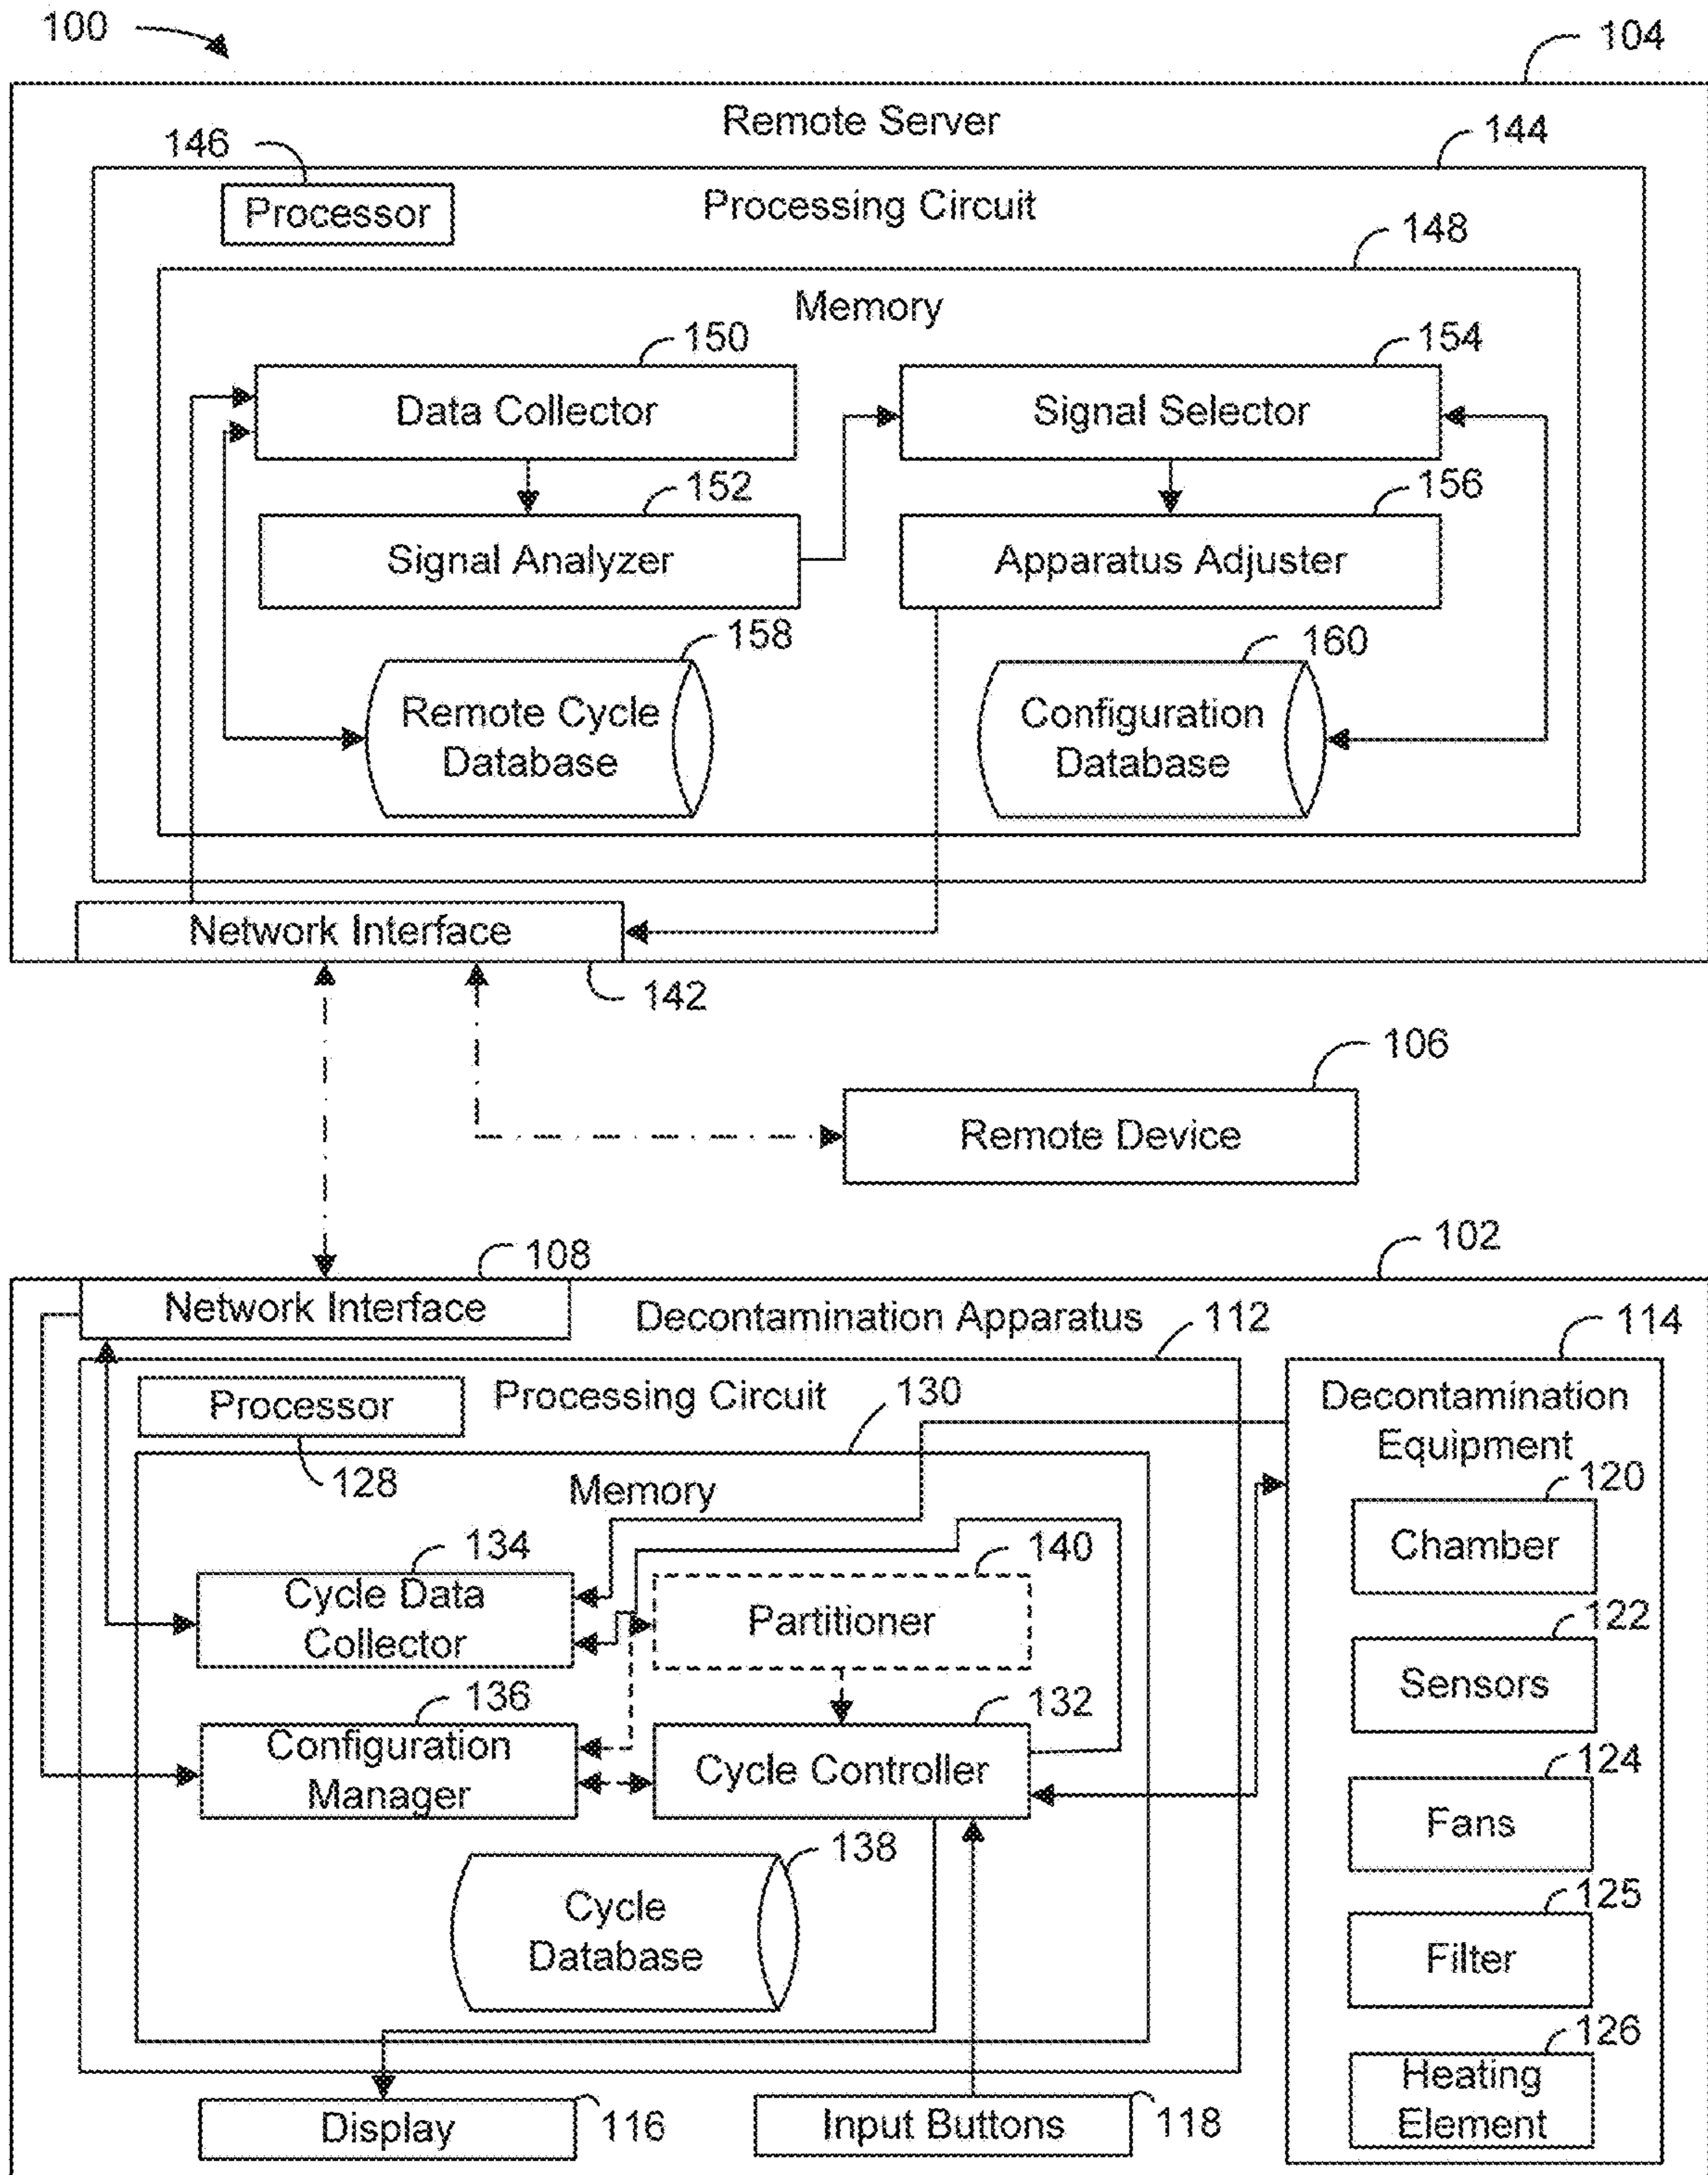 100
104
Remote Server
146
144
Processor
Processing Circuit
148
Memory
150
154
Data Collector
Signal Selector
152
156
Signal Analyzer
Apparatus Adjuster
158
160
Remote Cycle
Database
Configuration
Database
Network Interface
142
106
Remote Device
108
102
Network Interface
Decontamination Apparatus
112
114
Processor
Processing Circuit
130
Decontamination
Equipment
128
Memory
120
Chamber
134
140
Cycle Data
Collector
Partitioner
122
Sensors
136
132
Configuration
Manager
Cycle Controller
124
Fans
138
Cycle
Database
125
Filter
126
Heating
Element
Display
116
Input Buttons
118